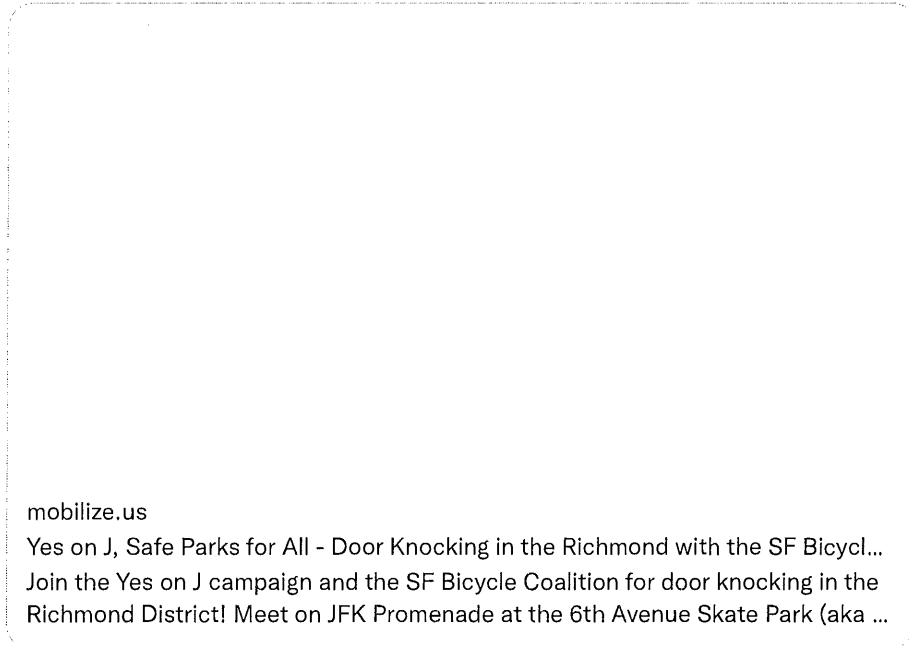 mobilize.us
Yes on J, Safe Parks for All - Door Knocking in the Richmond with the SF Bicycl...
Join the Yes on J campaign and the SF Bicycle Coalition for door knocking in the
Richmond District! Meet on JFK Promenade at the 6th Avenue Skate Park (aka ...